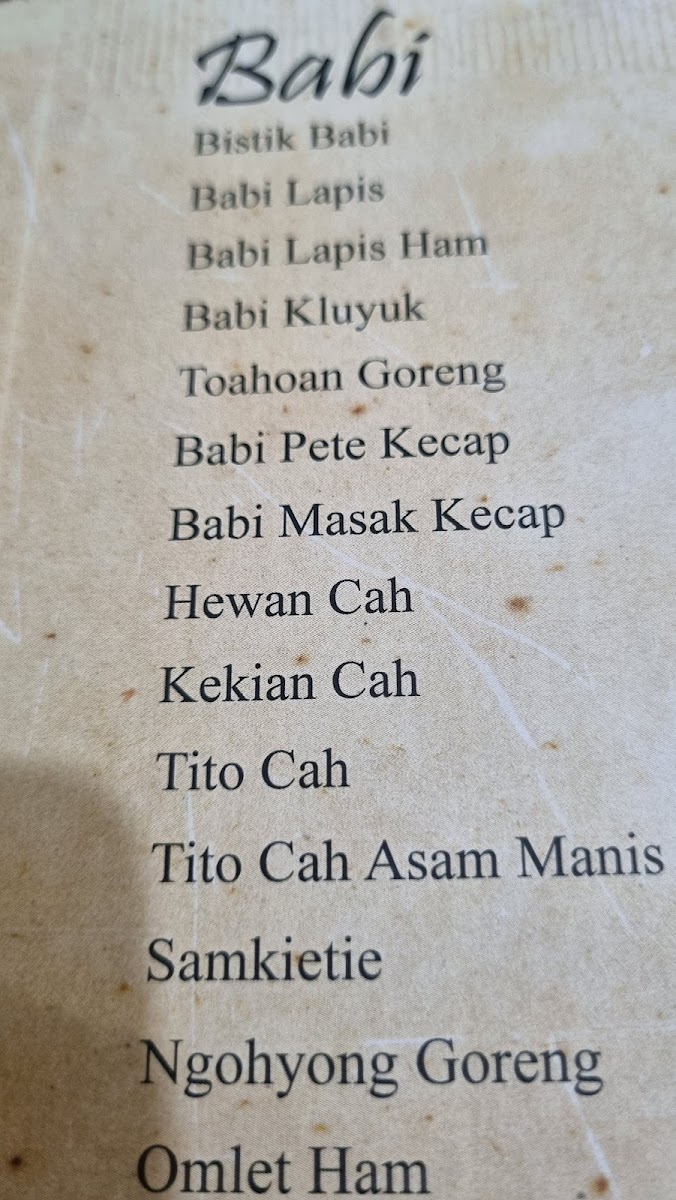 Babi
Bistik Babi
Babi Lapis
Babi Lapis Ham
Babi Kluyuk
Toahoan Goreng
Babi Pete Kecap
Babi Masak Kecap
Hewan Cah
Kekian Cah
Tito Cah
Tito Cah Asam Manis
Samkietie
Ngohyong Goreng
Omlet Ham